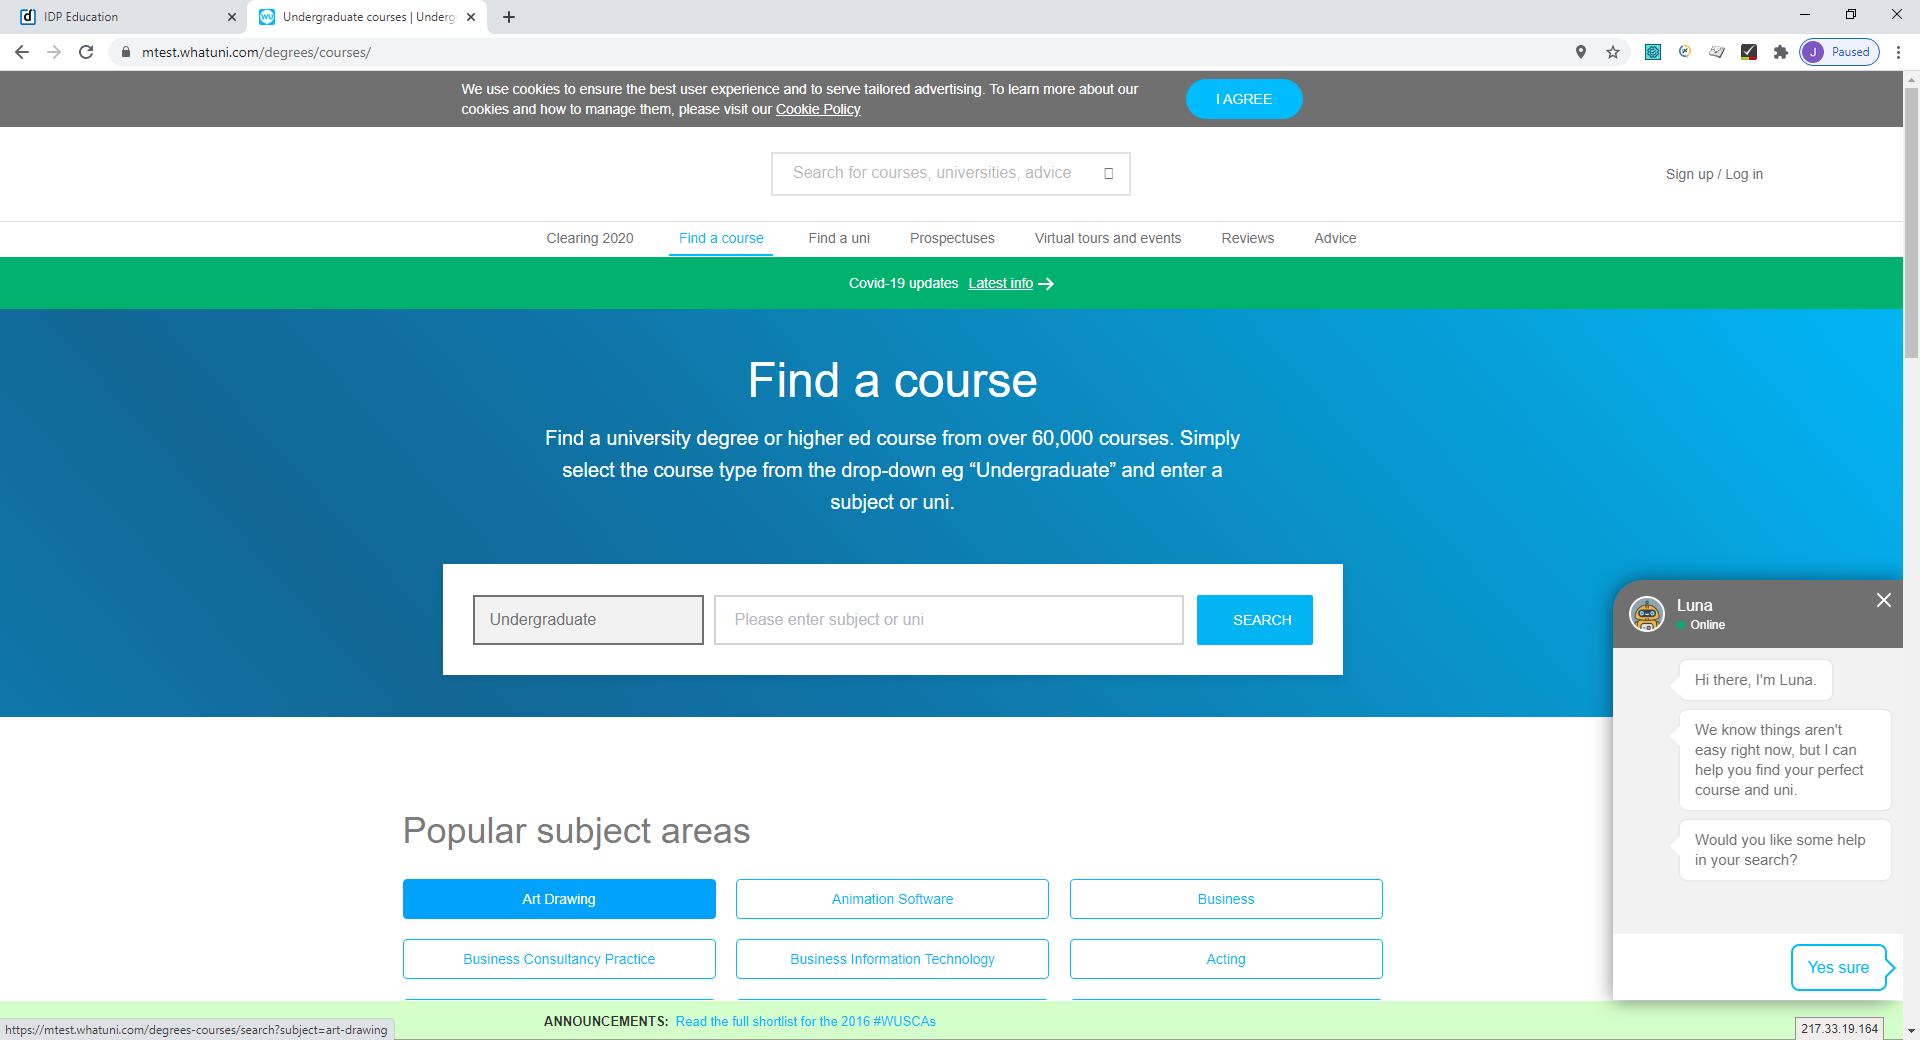 IDP Education
Undergraduate courses | Underg
mtest.whatuni.com/degrees/courses/
J Paused
We use cookies to ensure the best user experience and to serve tailored advertising. To learn more about our
cookies and how to manage them, please visit our Cookie Policy
I AGREE
Search for courses, universities, advice
Sign up / Log in
Clearing 2020 Find a course Find a uni Prospectuses Virtual tours and events Reviews Advice
Covid-19 updates Latest info
Find a course
Find a university degree or higher ed course from over 60,000 courses. Simply
select the course type from the drop-down eg “Undergraduate” and enter a
subject or uni.
Undergraduate
Please enter subject or uni
SEARCH
Popular subject areas
Art Drawing
Animation Software
Business
Business Consultancy Practice
Business Information Technology
Acting
Luna
Online
Hi there, I'm Luna.
We know things aren't
easy right now, but I can
help you find your perfect
course and uni.
Would you like some help
in your search?
Yes sure
ANNOUNCEMENTS: Read the full shortlist for the 2016 #WUSCAs
https://mtest.whatuni.com/degrees-courses/search?subject=art-drawing
217.33.19.164